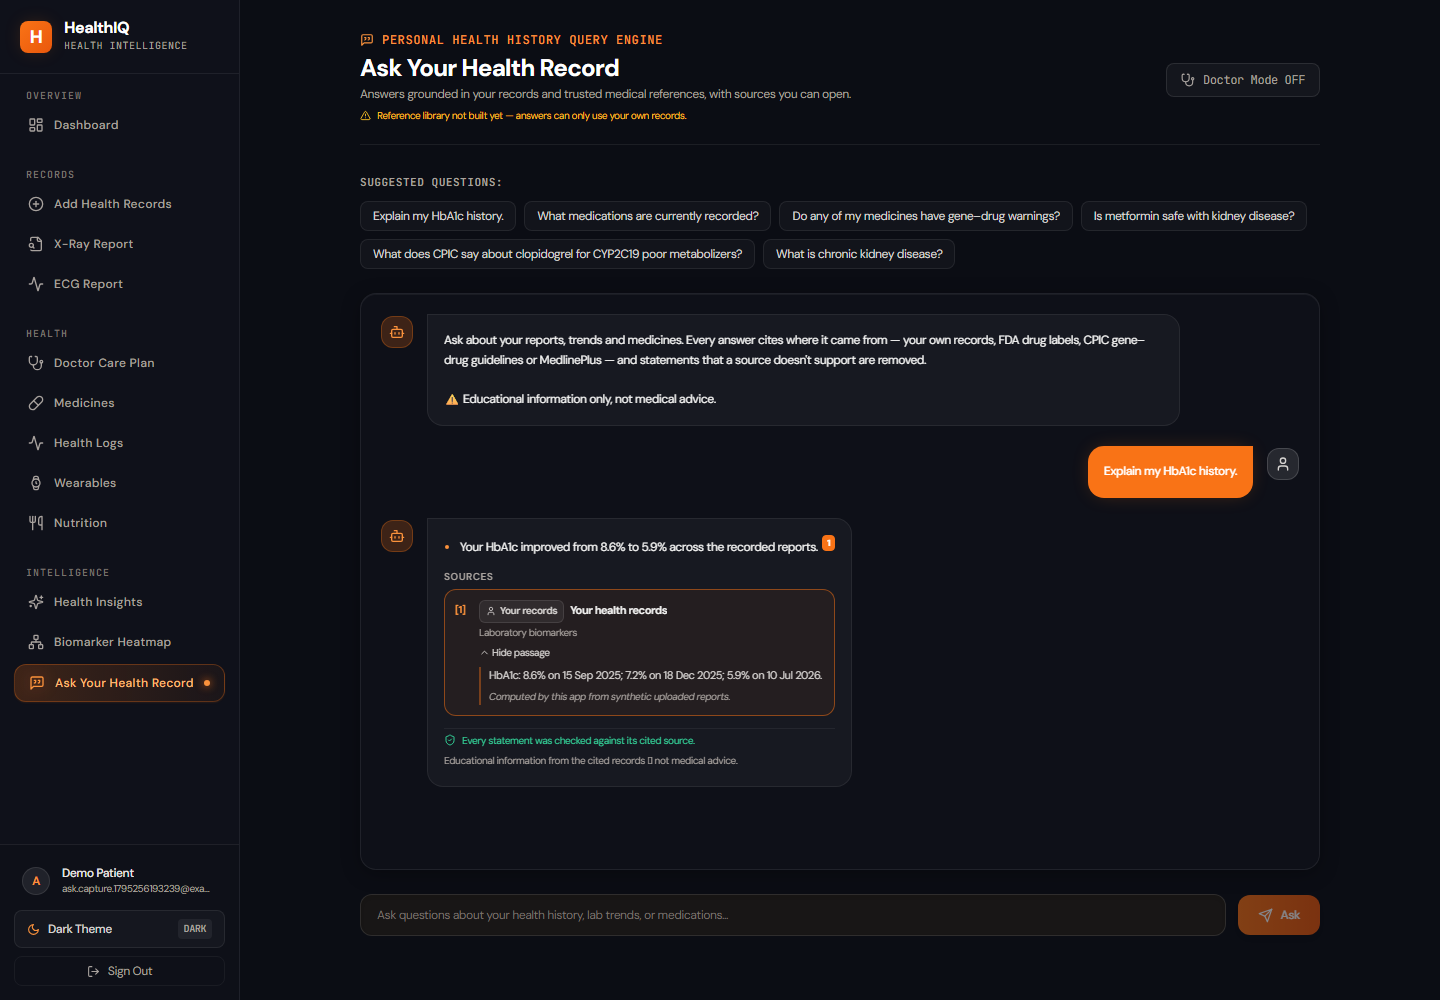 H
HealthIQ
HEALTH INTELLIGENCE
OVERVIEW
Dashboard
RECORDS
Add Health Records
X-Ray Report
ECG Report
HEALTH
Doctor Care Plan
Medicines
Health Logs
Wearables
Nutrition
INTELLIGENCE
Health Insights
Biomarker Heatmap
Ask Your Health Record
A
Demo Patient
ask.capture.1795256193239@exa...
Dark Theme
DARK
Sign Out
PERSONAL HEALTH HISTORY QUERY ENGINE
Ask Your Health Record
Answers grounded in your records and trusted medical references, with sources you can open.
Reference library not built yet — answers can only use your own records.
Doctor Mode OFF
SUGGESTED QUESTIONS:
Explain my HbA1c history.
What medications are currently recorded?
Do any of my medicines have gene–drug warnings?
Is metformin safe with kidney disease?
What does CPIC say about clopidogrel for CYP2C19 poor metabolizers?
What is chronic kidney disease?
Ask about your reports, trends and medicines. Every answer cites where it came from — your own records, FDA drug labels, CPIC gene–
drug guidelines or MedlinePlus — and statements that a source doesn't support are removed.
⚠ Educational information only, not medical advice.
Explain my HbA1c history.
• Your HbA1c improved from 8.6% to 5.9% across the recorded reports. 1
SOURCES
[1] Your records Your health records
Laboratory biomarkers
Hide passage
HbA1c: 8.6% on 15 Sep 2025; 7.2% on 18 Dec 2025; 5.9% on 10 Jul 2026.
Computed by this app from synthetic uploaded reports.
Every statement was checked against its cited source.
Educational information from the cited records ▯ not medical advice.
Ask questions about your health history, lab trends, or medications...
Ask